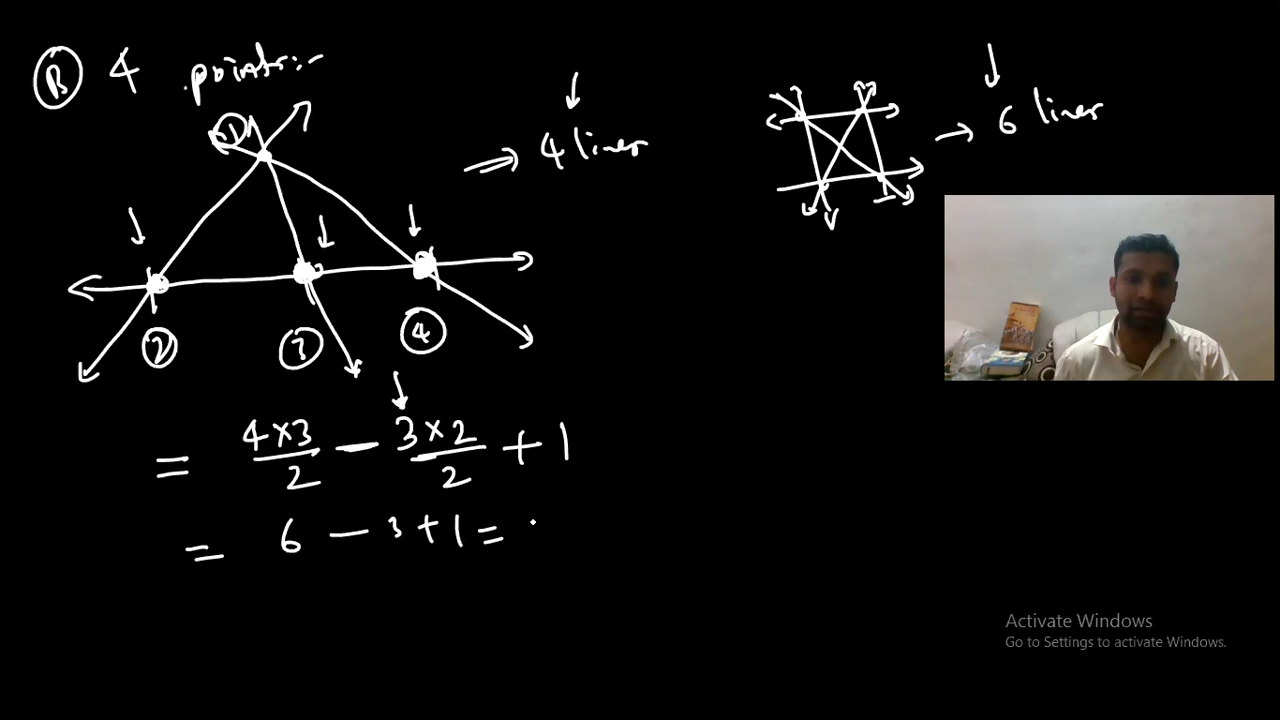 B 4 points:-
1
⇒ 4 lines
→ 6 lines
2 3 4
= 4×3/2 - 3×2/2 + 1
= 6 - 3 + 1 =
Activate Windows
Go to Settings to activate Windows.